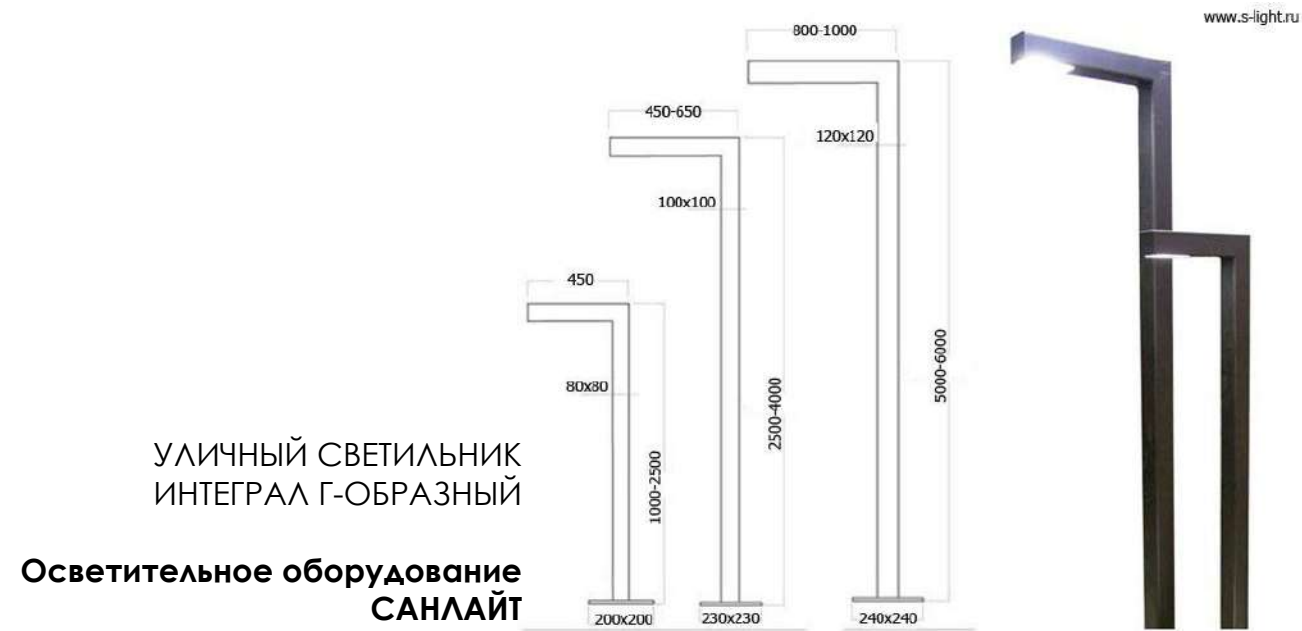 www.s-light.ru
800-1000
450-650
120x120
100x100
450
5000-6000
80x80
2500-4000
1000-2500
УЛИЧНЫЙ СВЕТИЛЬНИК
ИНТЕГРАЛ Г-ОБРАЗНЫЙ
Осветительное оборудование
САНЛАЙТ
200x200
230x230
240x240